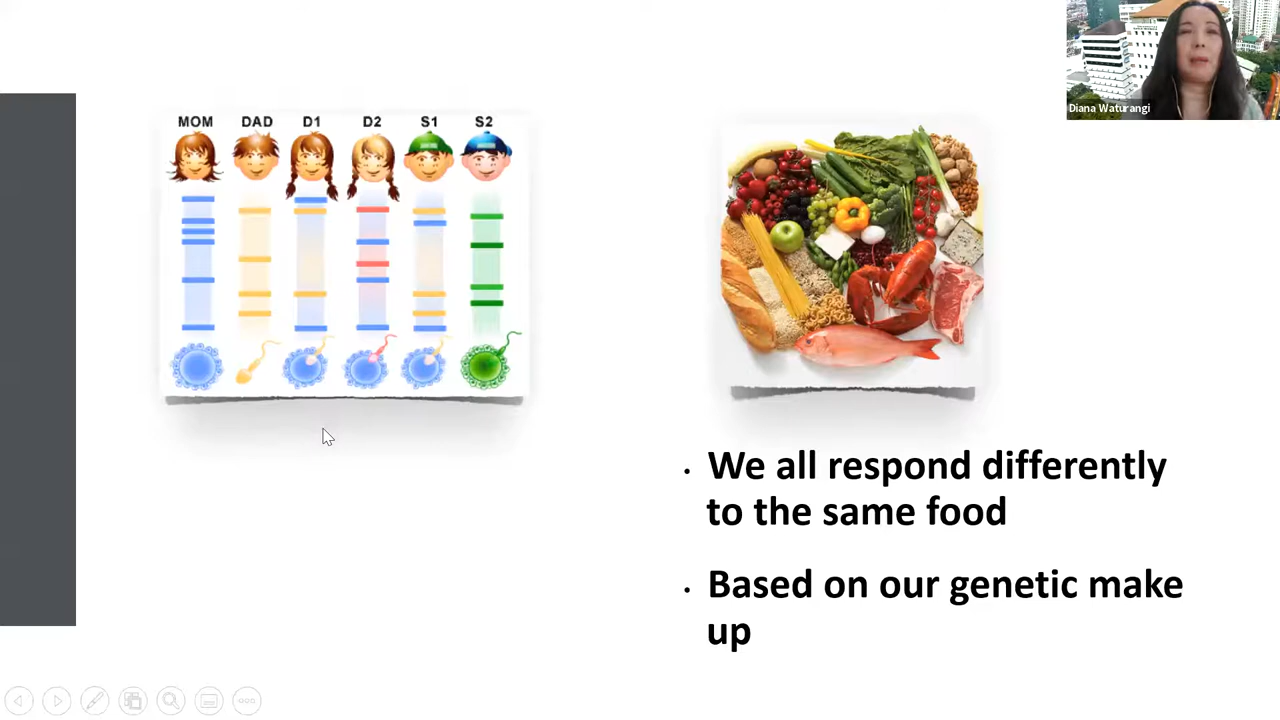 MOM DAD D1 D2 S1 S2
Diana Waturangi
• We all respond differently
to the same food
• Based on our genetic make
up